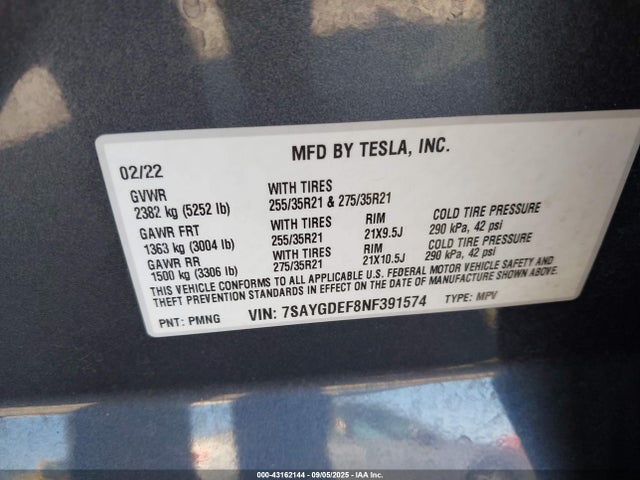 MFD BY TESLA, INC.
02/22
GVWR
2382 kg (5252 lb)
WITH TIRES
255/35R21 & 275/35R21
GAWR FRT
1363 kg (3004 lb)
WITH TIRES
255/35R21
RIM
21X9.5J
COLD TIRE PRESSURE
290 kPa, 42 psi
GAWR RR
1500 kg (3306 lb)
WITH TIRES
275/35R21
RIM
21X10.5J
COLD TIRE PRESSURE
290 kPa, 42 psi
THIS VEHICLE CONFORMS TO ALL APPLICABLE U.S. FEDERAL MOTOR VEHICLE SAFETY AND
THEFT PREVENTION STANDARDS IN EFFECT ON THE DATE OF MANUFACTURE SHOWN ABOVE.
PNT: PMNG
VIN: 7SAYGDEF8NF391574
TYPE: MPV
000-43162144 - 09/05/2025 - IAA Inc.